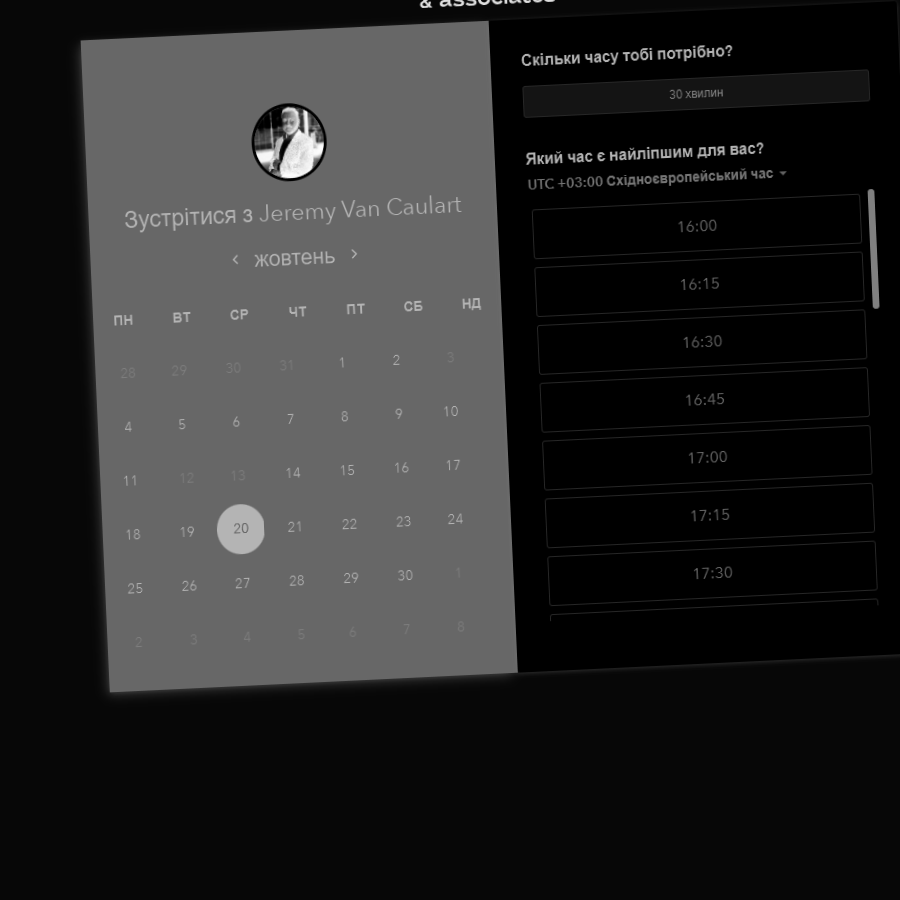 & associates
Зустрітися з Jeremy Van Caulart
жовтень
ПН ВТ СР ЧТ ПТ СБ НД
28 29 30 31 1 2 3
4 5 6 7 8 9 10
11 12 13 14 15 16 17
18 19 20 21 22 23 24
25 26 27 28 29 30 1
2 3 4 5 6 7 8
Скільки часу тобі потрібно?
30 хвилин
Який час є найліпшим для вас?
UTC +03:00 Східноєвропейський час
16:00
16:15
16:30
16:45
17:00
17:15
17:30